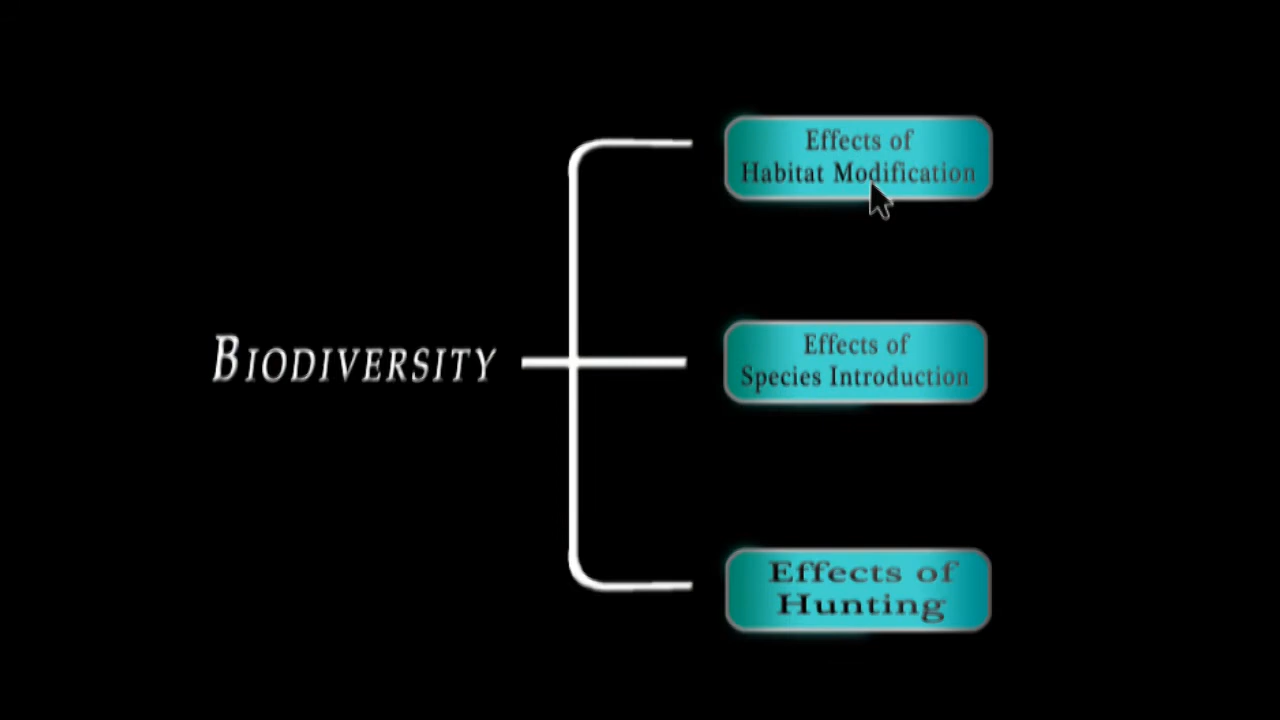 BIODIVERSITY
Effects of
Habitat Modification
Effects of
Species Introduction
Effects of
Hunting